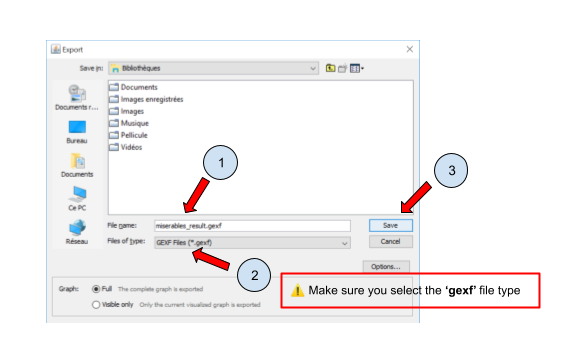 Export
Save in: Bibliothèques
Documents
Images enregistrées
Images
Musique
Pellicule
Vidéos
Documents r...
Bureau
Documents
Ce PC
Réseau
1
3
File name: miserables_result.gexf Save
Files of type: GEXF Files (*.gexf) Cancel
2
Options...
Graph: Full The complete graph is exported
Visible only Only the current visualized graph is exported
Make sure you select the 'gexf' file type